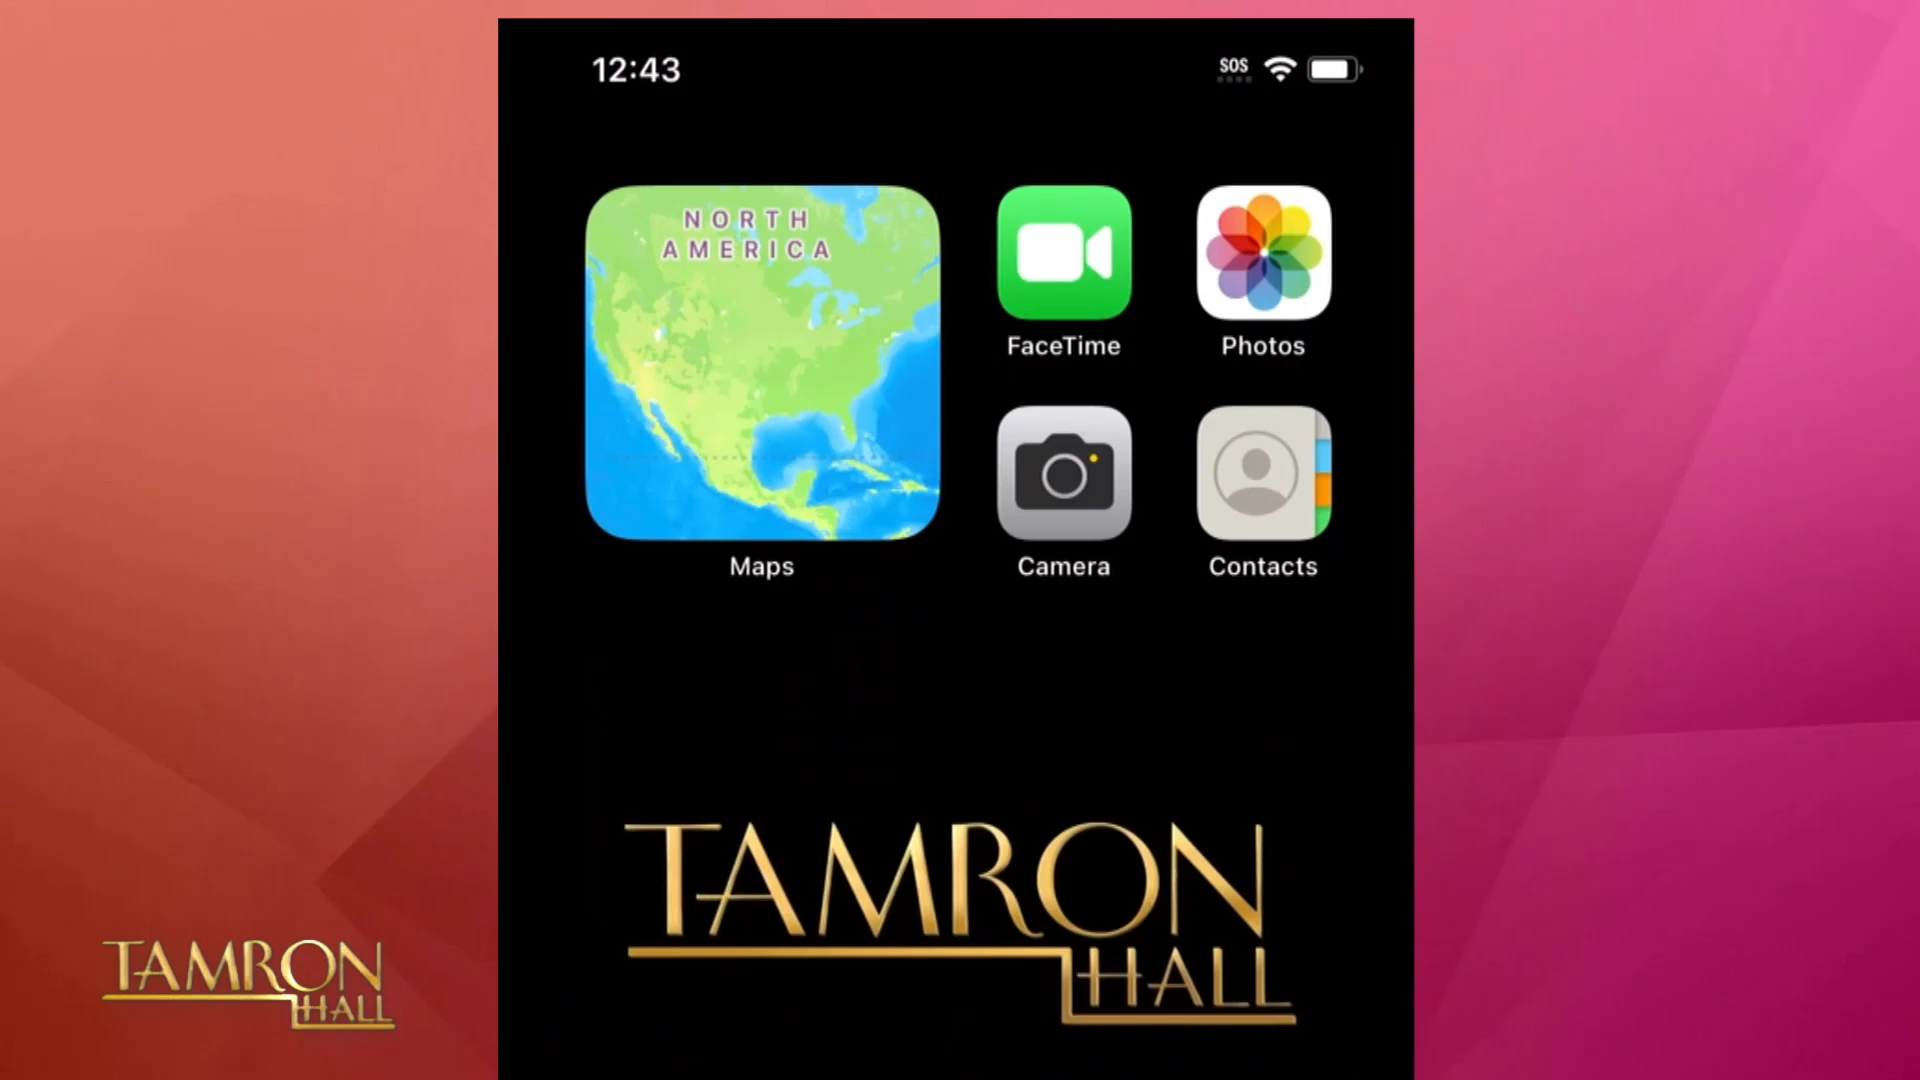 12:43
SOS
NORTH
AMERICA
FaceTime
Photos
Maps
Camera
Contacts
TAMRON
HALL
TAMRON
HALL